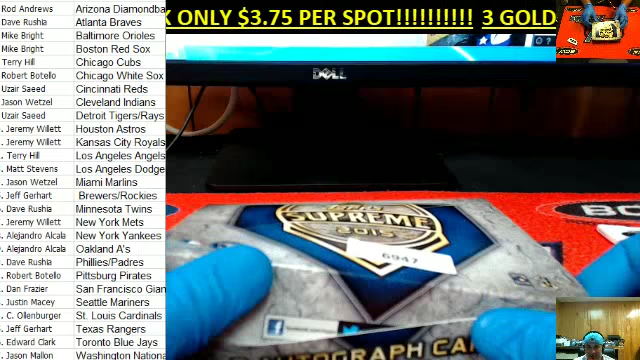 K ONLY $3.75 PER SPOT!!!!!!!!!! 3 GOLD
Rod Andrews Arizona Diamondba
Dave Rushia Atlanta Braves
Mike Bright Baltimore Orioles
Mike Bright Boston Red Sox
Terry Hill Chicago Cubs
Robert Botello Chicago White Sox
Uzair Saeed Cincinnati Reds
Jason Wetzel Cleveland Indians
Uzair Saeed Detroit Tigers/Rays
Jeremy Willett Houston Astros
Jeremy Willett Kansas City Royals
Terry Hill Los Angeles Angels
Matt Stevens Los Angeles Dodge
Jason Wetzel Miami Marlins
Jeff Gerhart Brewers/Rockies
Dave Rushia Minnesota Twins
Jeremy Willett New York Mets
Alejandro Alcala New York Yankees
Alejandro Alcala Oakland A's
Dave Rushia Phillies/Padres
Robert Botello Pittsburg Pirates
Dan Frazier San Francisco Gian
Justin Macey Seattle Mariners
C. Ollenburger St. Louis Cardinals
Jeff Gerhart Texas Rangers
Edward Clark Toronto Blue Jays
Jason Mallon Washington Nationa
DELL
TOPPS
SUPREME
2015
6947
OGRAPH CAR